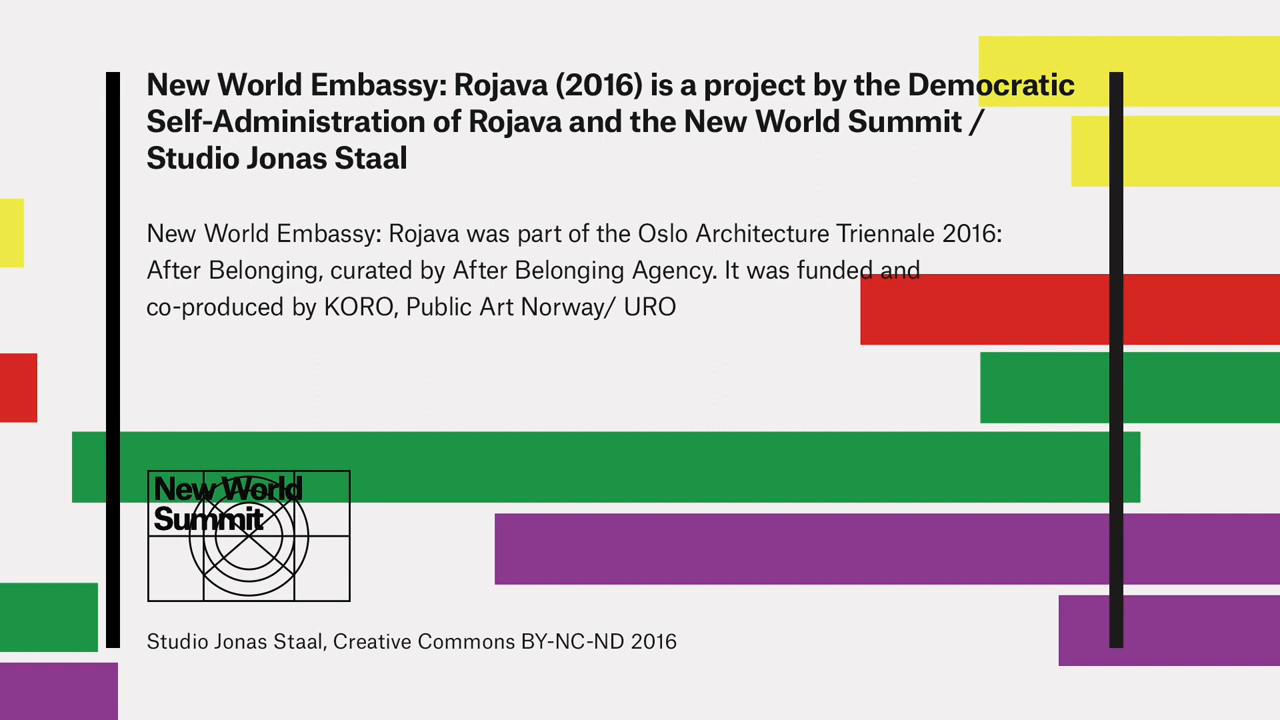 New World Embassy: Rojava (2016) is a project by the Democratic
Self-Administration of Rojava and the New World Summit /
Studio Jonas Staal
New World Embassy: Rojava was part of the Oslo Architecture Triennale 2016:
After Belonging, curated by After Belonging Agency. It was funded and
co-produced by KORO, Public Art Norway/ URO
New World
Summit
Studio Jonas Staal, Creative Commons BY-NC-ND 2016